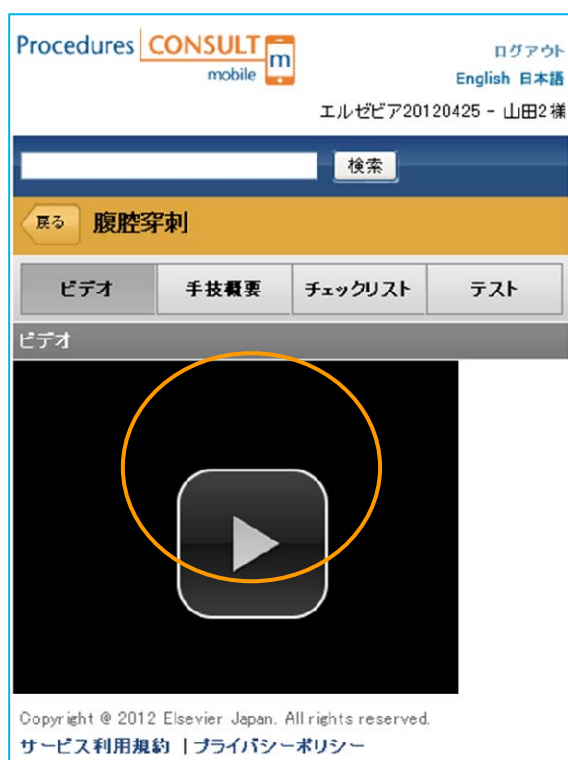 Procedures CONSULT m
mobile
ログアウト
English 日本語
エルゼビア20120425 - 山田2様
検索
戻る 腹腔穿刺
ビデオ 手技概要 チェックリスト テスト
ビデオ
Copyright @ 2012 Elsevier Japan. All rights reserved.
サービス利用規約 | プライバシーポリシー